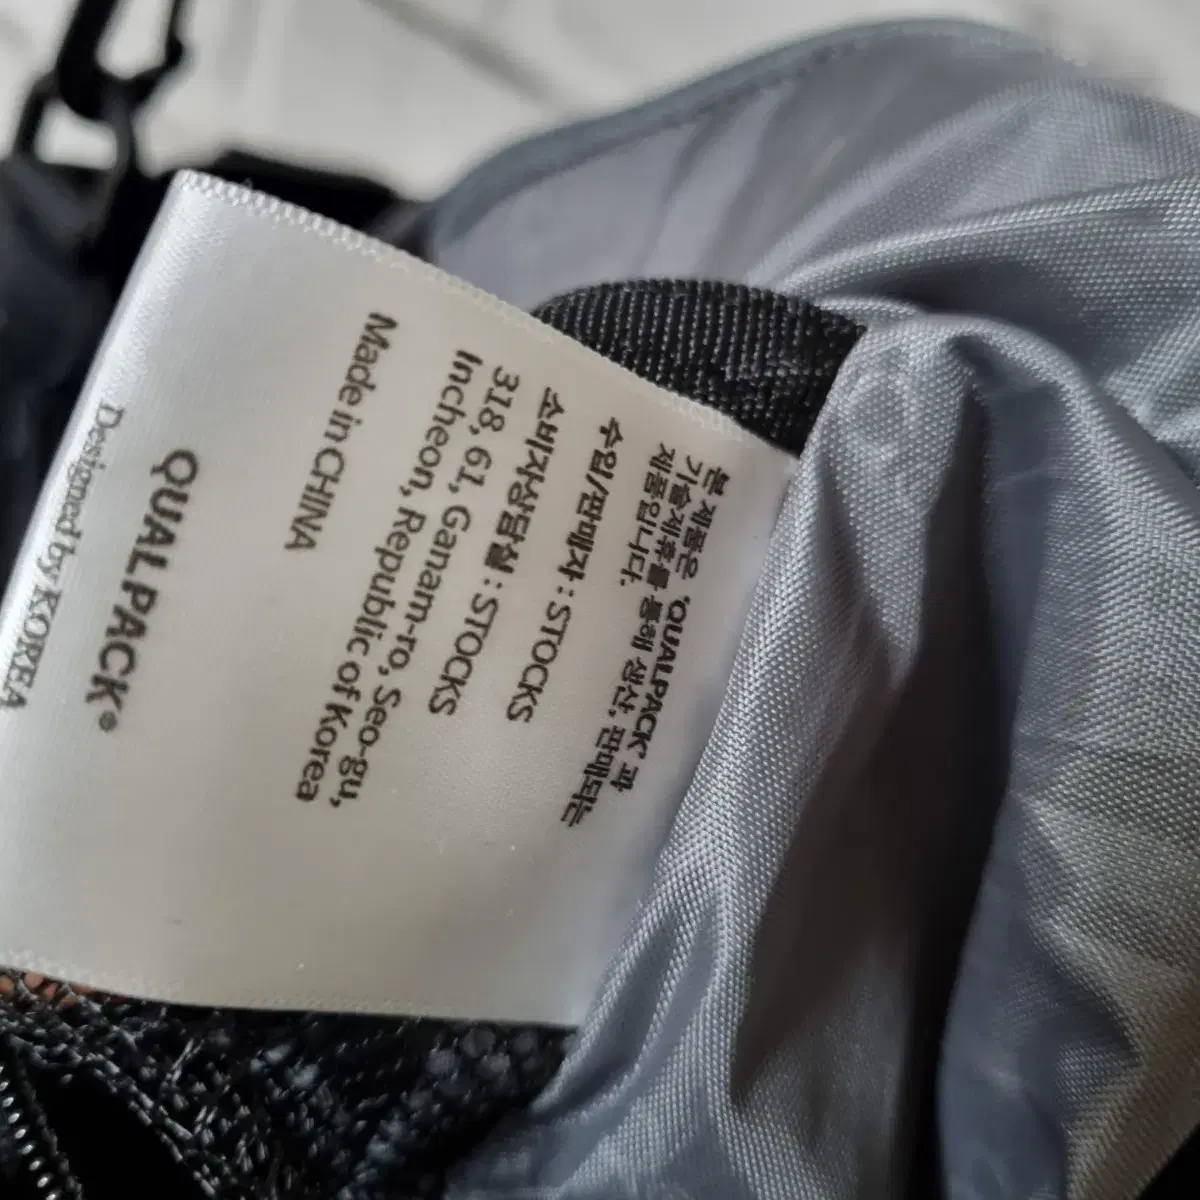 본 제품은 'QUALPACK' 과
기술제휴를 통해 생산, 판매되는
제품입니다.
수입/판매자 : STOCKS
소비자상담실 : STOCKS
318, 61, Ganam-ro, Seo-gu,
Incheon, Republic of Korea
Made in CHINA
QUALPACK®
Designed by KOREA